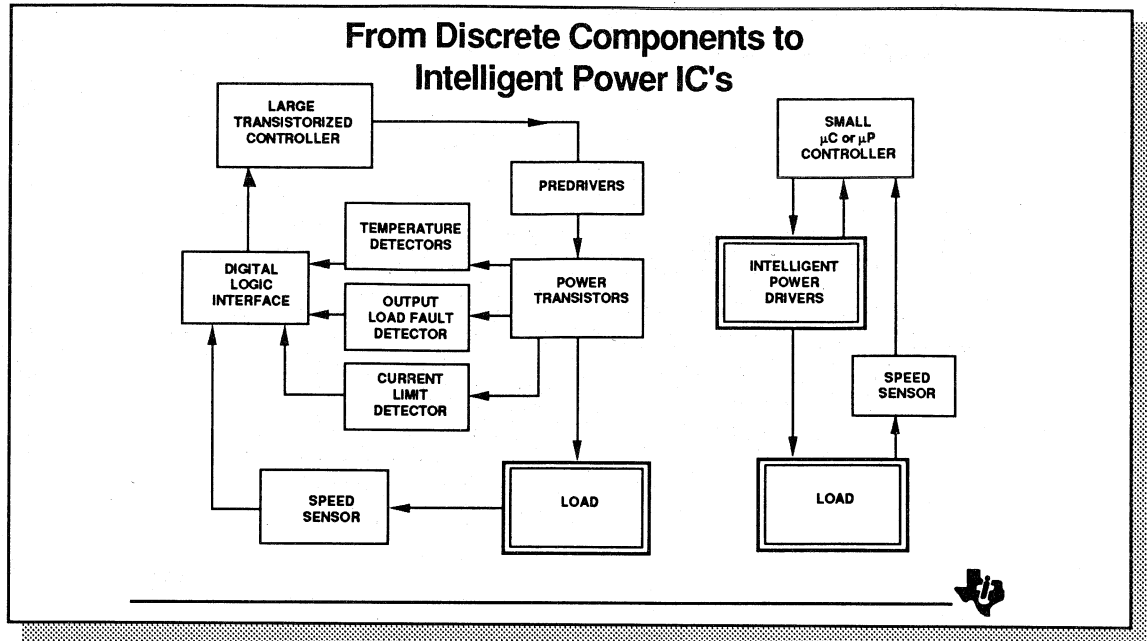 From Discrete Components to
Intelligent Power IC's
LARGE
TRANSISTORIZED
CONTROLLER
PREDRIVERS
TEMPERATURE
DETECTORS
DIGITAL
LOGIC
INTERFACE
POWER
TRANSISTORS
OUTPUT
LOAD FAULT
DETECTOR
CURRENT
LIMIT
DETECTOR
SPEED
SENSOR
LOAD
SMALL
μC or μP
CONTROLLER
INTELLIGENT
POWER
DRIVERS
SPEED
SENSOR
LOAD